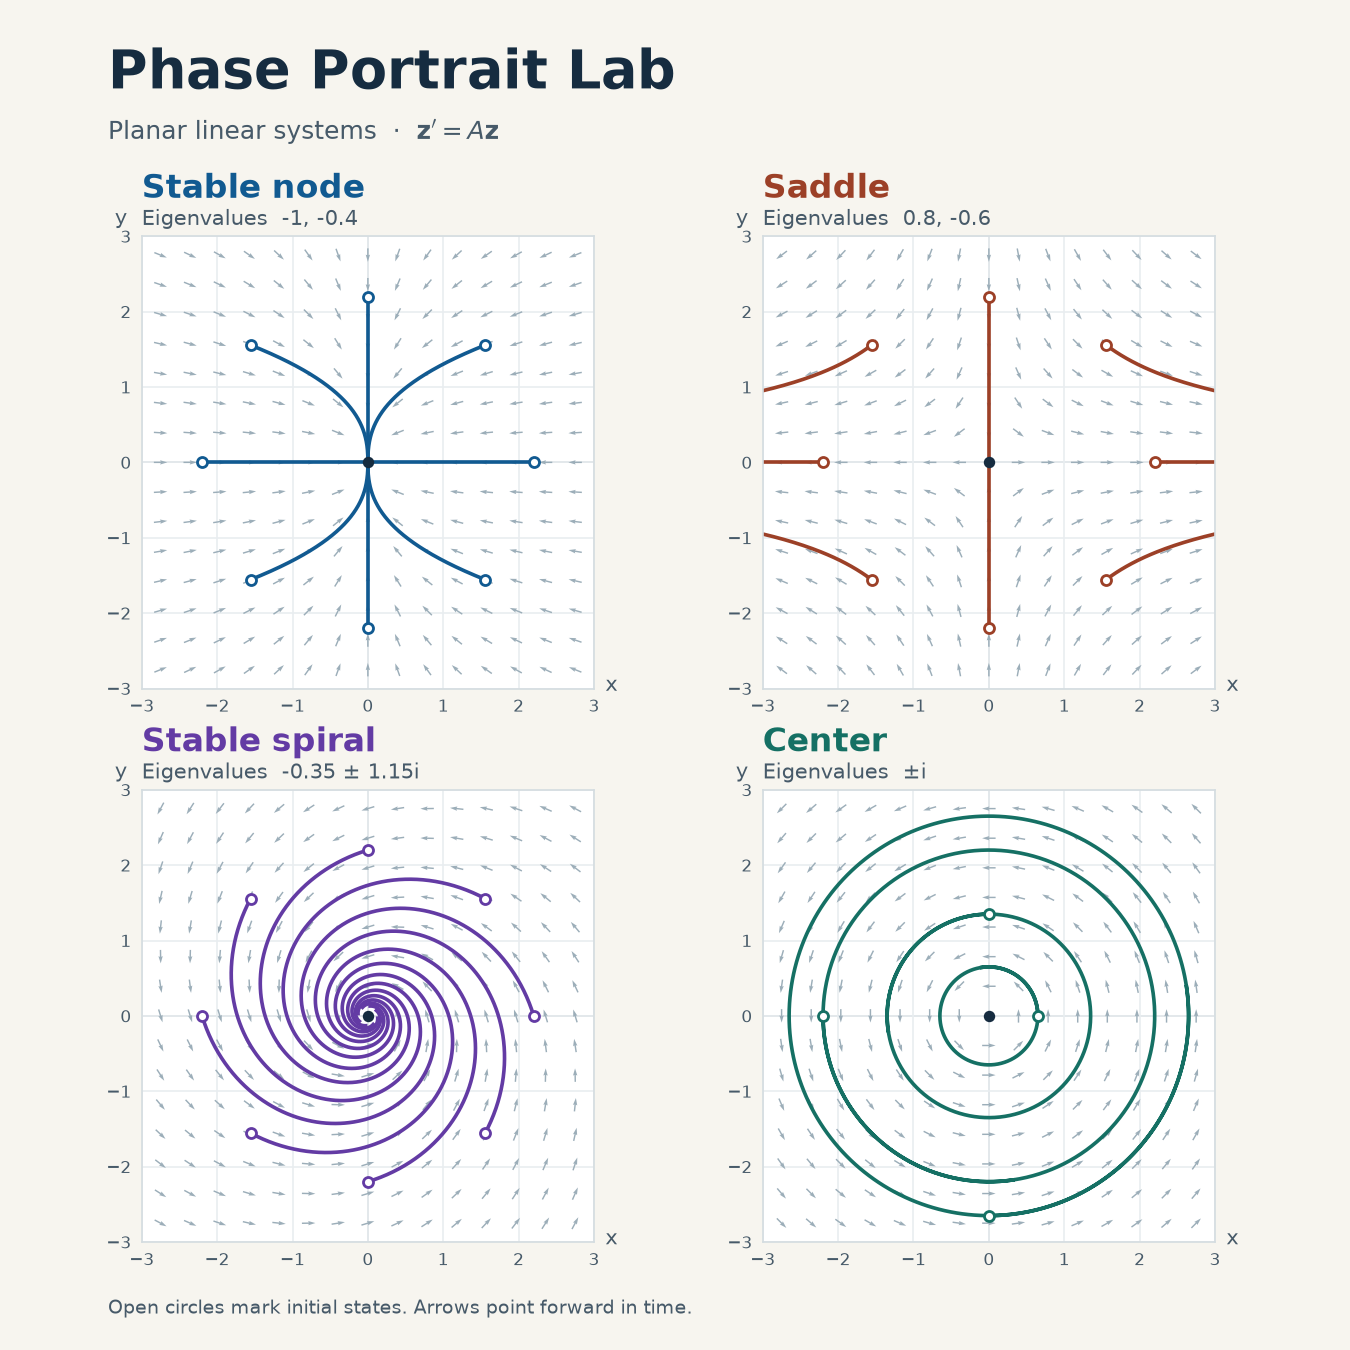 Phase Portrait Lab
Planar linear systems · z′ = Az
Stable node
y Eigenvalues -1, -0.4
3
2
1
0
−1
−2
−3
−3 −2 −1 0 1 2 3
x
Saddle
y Eigenvalues 0.8, -0.6
3
2
1
0
−1
−2
−3
−3 −2 −1 0 1 2 3
x
Stable spiral
y Eigenvalues -0.35 ± 1.15i
3
2
1
0
−1
−2
−3
−3 −2 −1 0 1 2 3
x
Center
y Eigenvalues ±i
3
2
1
0
−1
−2
−3
−3 −2 −1 0 1 2 3
x
Open circles mark initial states. Arrows point forward in time.